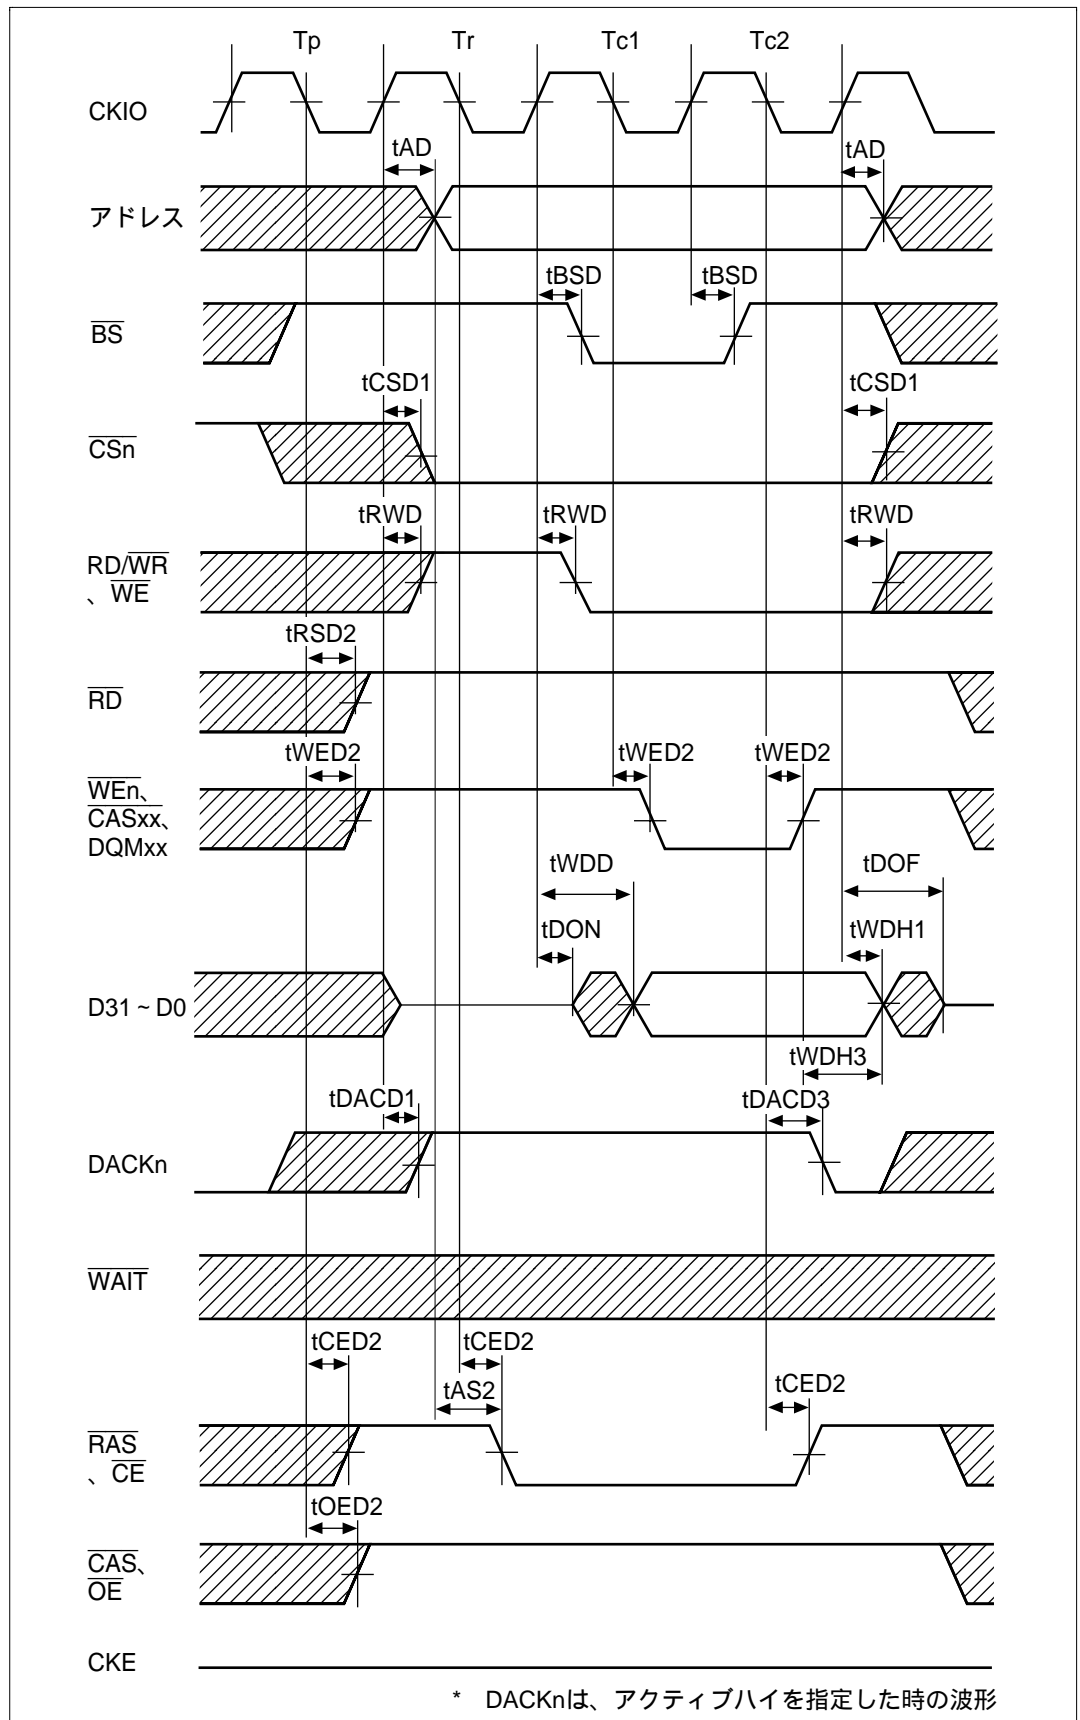 Tp Tr Tc1 Tc2
CKIO
tAD tAD
アドレス
tBSD tBSD
BS
tCSD1 tCSD1
CSn
tRWD tRWD tRWD
RD/WR
、WE
tRSD2
RD
tWED2 tWED2 tWED2
WEn、
CASxx、
DQMxx
tWDD tDOF
tDON tWDH1
D31 ~ D0
tWDH3
tDACD1 tDACD3
DACKn
WAIT
tCED2 tCED2
tAS2 tCED2
RAS
、CE
tOED2
CAS、
OE
CKE
* DACKnは、アクティブハイを指定した時の波形